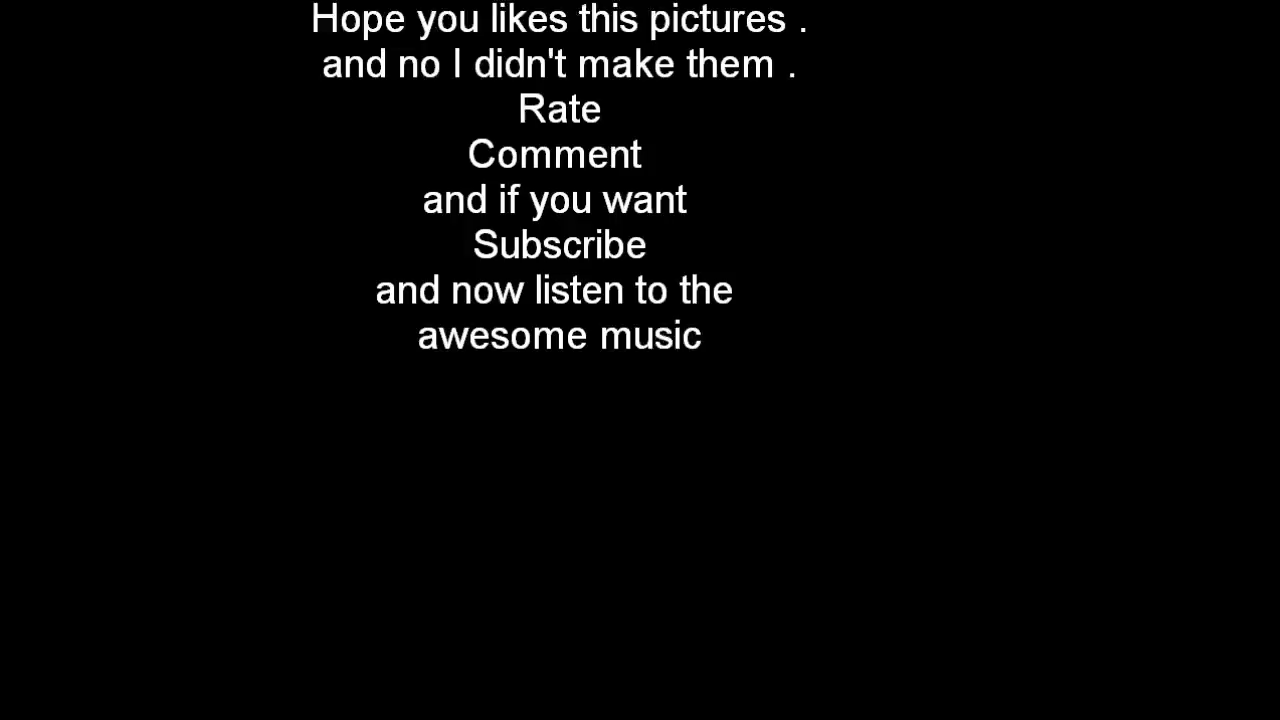 Hope you likes this pictures .
and no I didn't make them .
Rate
Comment
and if you want
Subscribe
and now listen to the
awesome music